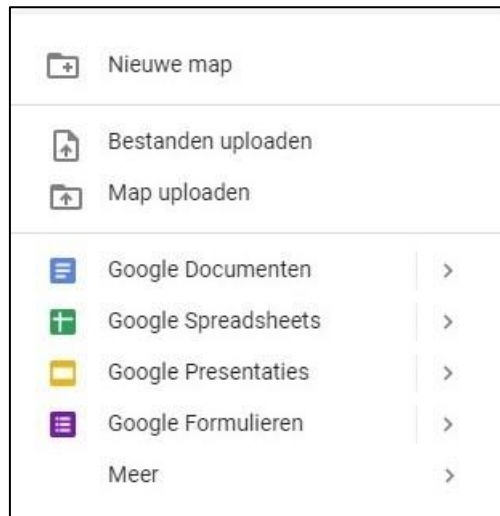 Nieuwe map
Bestanden uploaden
Map uploaden
Google Documenten
Google Spreadsheets
Google Presentaties
Google Formulieren
Meer